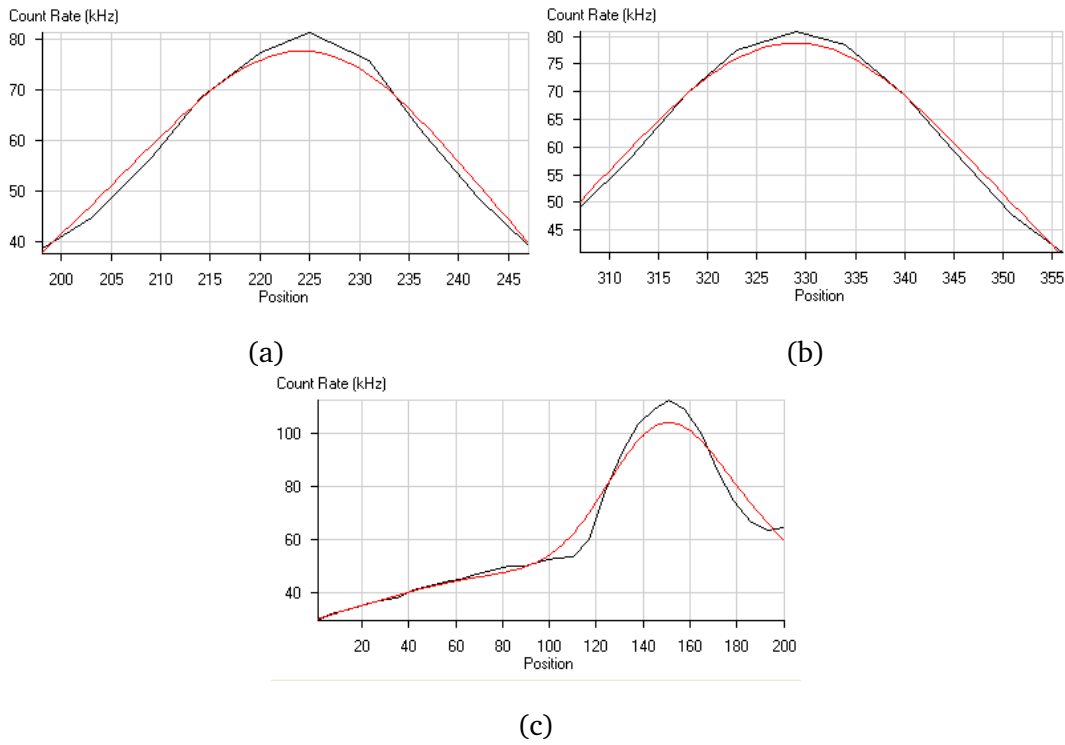 Count Rate (kHz)
80
70
60
50
40
200 205 210 215 220 225 230 235 240 245
Position
(a)
Count Rate (kHz)
80
75
70
65
60
55
50
45
310 315 320 325 330 335 340 345 350 355
Position
(b)
Count Rate (kHz)
100
80
60
40
20 40 60 80 100 120 140 160 180 200
Position
(c)